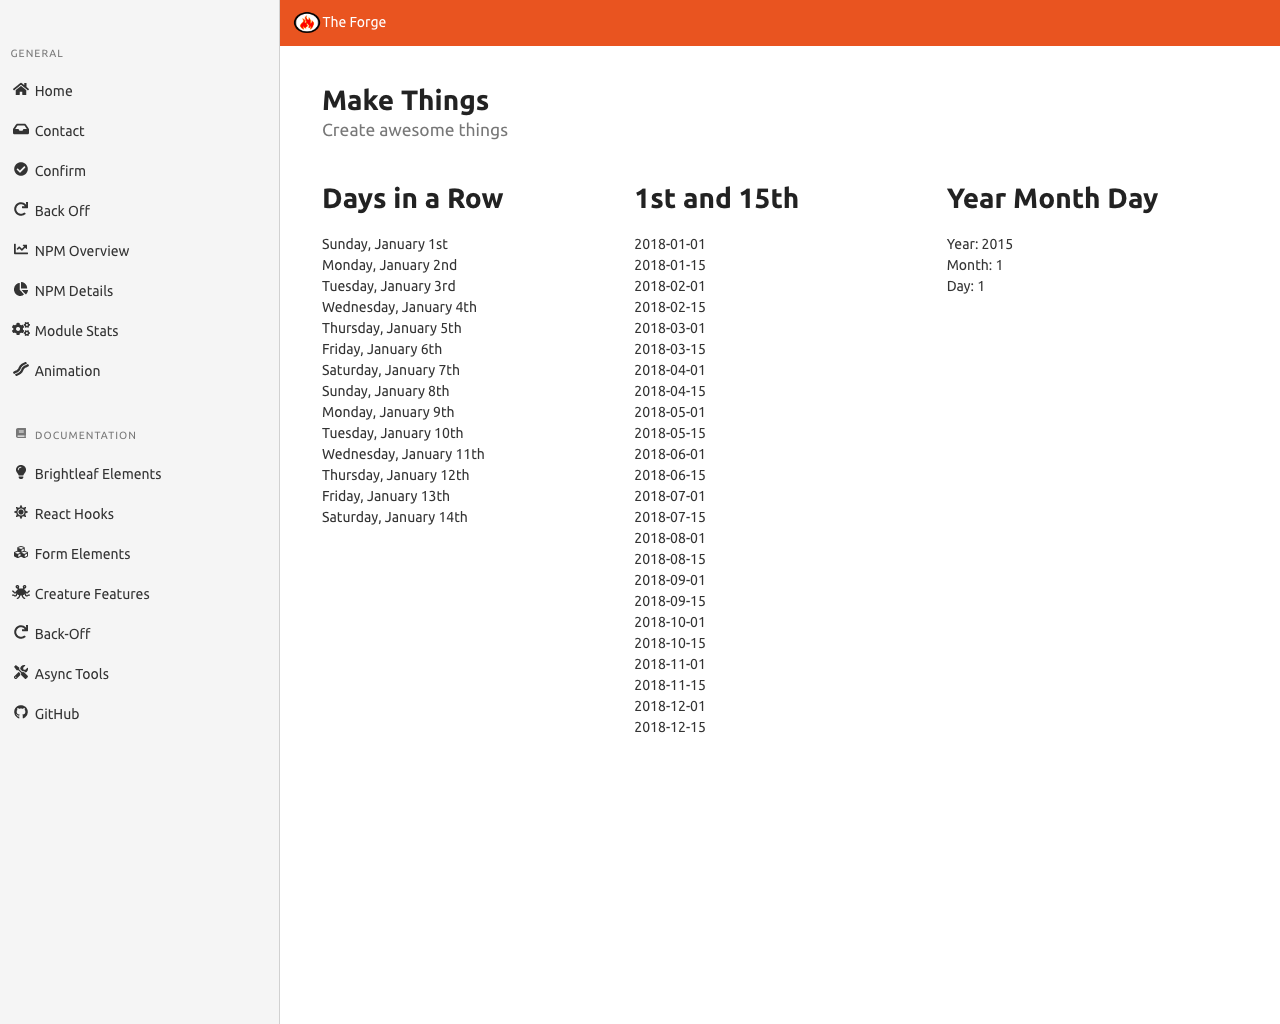 GENERAL
Home
Contact
Confirm
Back Off
NPM Overview
NPM Details
Module Stats
Animation
DOCUMENTATION
Brightleaf Elements
React Hooks
Form Elements
Creature Features
Back-Off
Async Tools
GitHub
The Forge
Make Things
Create awesome things
Days in a Row
Sunday, January 1st
Monday, January 2nd
Tuesday, January 3rd
Wednesday, January 4th
Thursday, January 5th
Friday, January 6th
Saturday, January 7th
Sunday, January 8th
Monday, January 9th
Tuesday, January 10th
Wednesday, January 11th
Thursday, January 12th
Friday, January 13th
Saturday, January 14th
1st and 15th
2018-01-01
2018-01-15
2018-02-01
2018-02-15
2018-03-01
2018-03-15
2018-04-01
2018-04-15
2018-05-01
2018-05-15
2018-06-01
2018-06-15
2018-07-01
2018-07-15
2018-08-01
2018-08-15
2018-09-01
2018-09-15
2018-10-01
2018-10-15
2018-11-01
2018-11-15
2018-12-01
2018-12-15
Year Month Day
Year: 2015
Month: 1
Day: 1